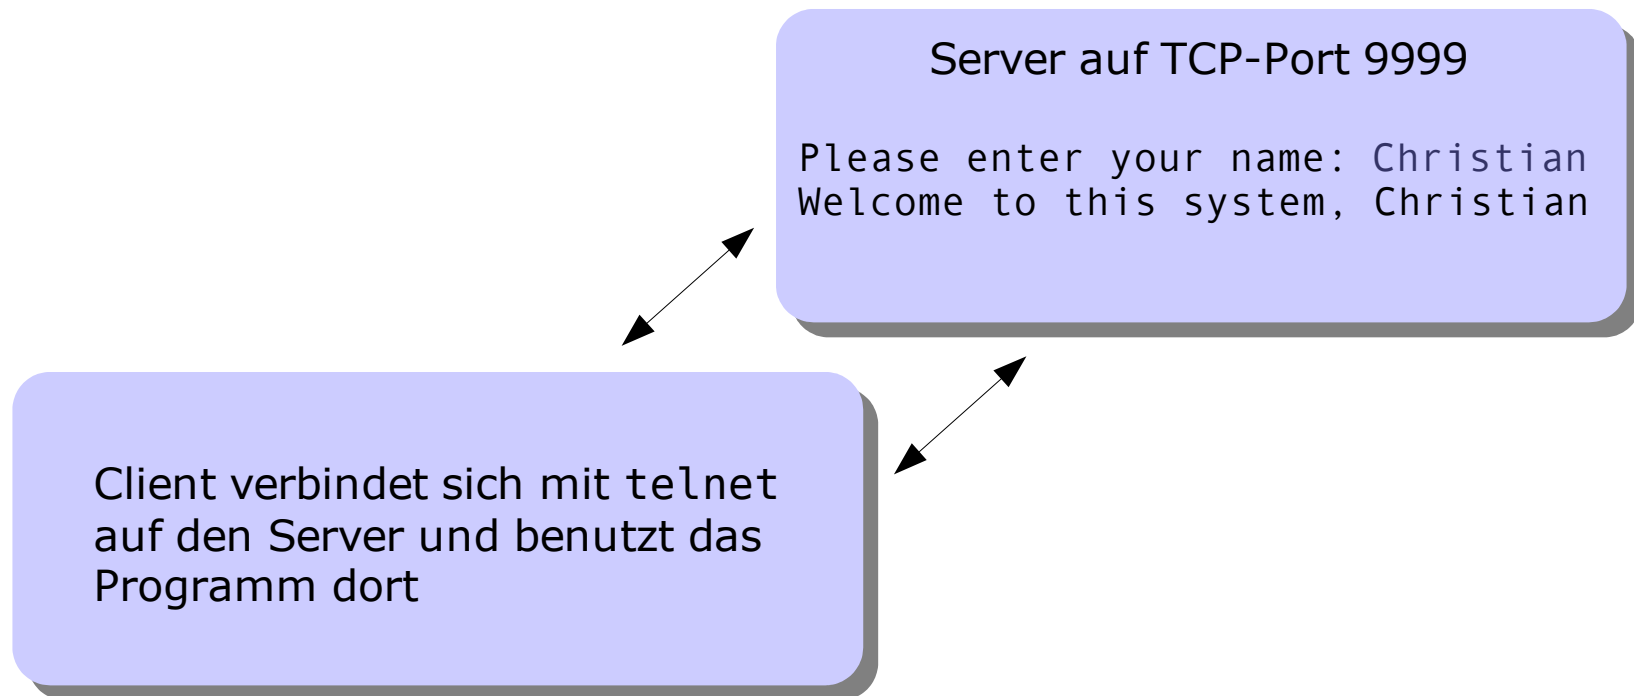 Server auf TCP-Port 9999
Please enter your name: Christian
Welcome to this system, Christian
Client verbindet sich mit telnet
auf den Server und benutzt das
Programm dort